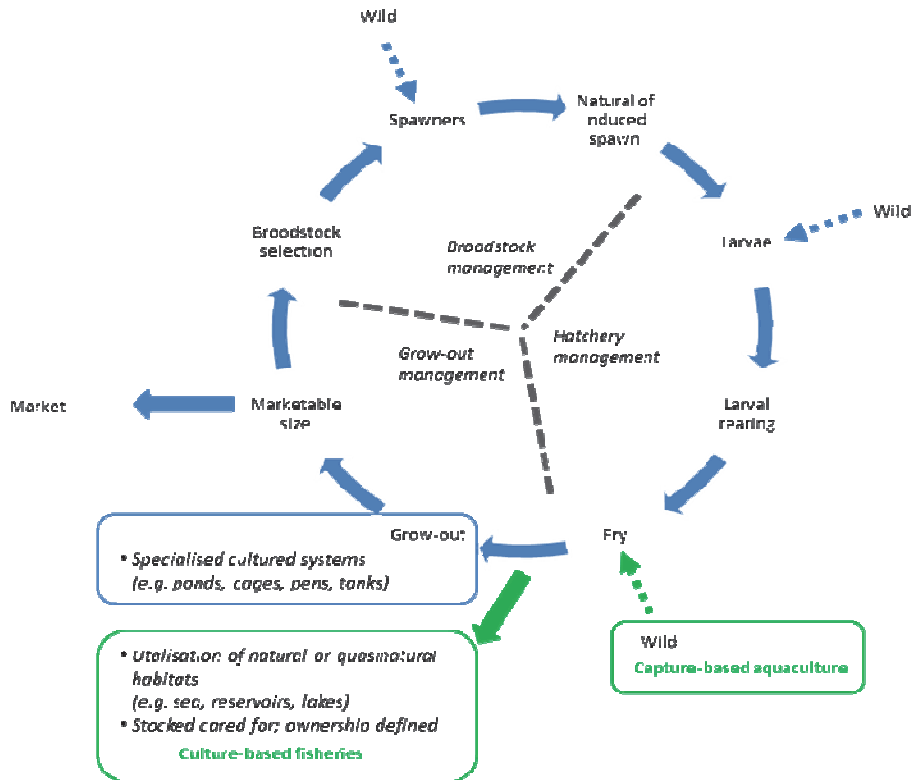 Wild
Spawners
Natural of
nduced
spawn
Wild
Larvae
Broodstock
selection
Broodstock
management
Hatchery
management
Grow-out
management
Market
Marketable
size
Larval
rearing
Grow-out
Fry
• Specialised cultured systems
(e.g. ponds, cages, pens, tanks)
Wild
Capture-based aquaculture
• Utelisation of natural or quasinatural
habitats
(e.g. sea, reservoirs, lakes)
• Stocked cared for; ownership defined
Culture-based fisheries